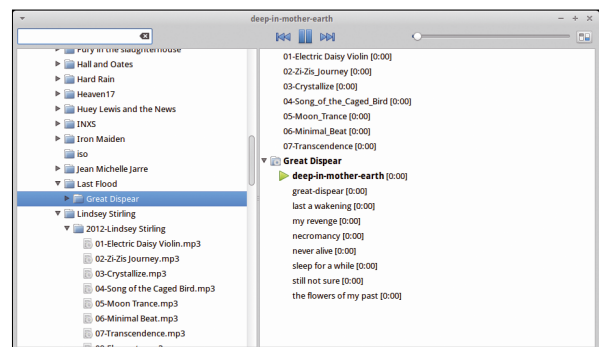 deep-in-mother-earth
Fury in the slaughterhouse
Hall and Oates
Hard Rain
Heaven17
Huey Lewis and the News
INXS
Iron Maiden
iso
Jean Michelle Jarre
Last Flood
Great Dispear
Lindsey Stirling
2012-Lindsey Stirling
01-Electric Daisy Violin.mp3
02-Zi-Zis Journey.mp3
03-Crystallize.mp3
04-Song of the Caged Bird.mp3
05-Moon Trance.mp3
06-Minimal Beat.mp3
07-Transcendence.mp3
01-Electric Daisy Violin [0:00]
02-Zi-Zis_Journey [0:00]
03-Crystallize [0:00]
04-Song_of_the_Caged_Bird [0:00]
05-Moon_Trance [0:00]
06-Minimal_Beat [0:00]
07-Transcendence [0:00]
Great Dispear
deep-in-mother-earth [0:00]
great-dispear [0:00]
last a wakening [0:00]
my revenge [0:00]
necromancy [0:00]
never alive [0:00]
sleep for a while [0:00]
still not sure [0:00]
the flowers of my past [0:00]